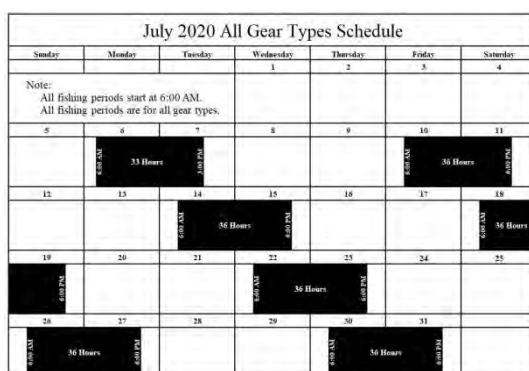 July 2020 All Gear Types Schedule
Sunday Monday Tuesday Wednesday Thursday Friday Saturday
1 2 3 4
Note:
All fishing periods start at 6:00 AM.
All fishing periods are for all gear types.
5 6 7 8 9 10 11
6:00 AM 33 Hours 3:00 PM 6:00 AM 36 Hours 6:00 PM
12 13 14 15 16 17 18
6:00 AM 36 Hours 6:00 PM 6:00 AM 36 Hours
19 20 21 22 23 24 25
6:00 PM 6:00 AM 36 Hours 6:00 PM
26 27 28 29 30 31
6:00 AM 36 Hours 6:00 PM 6:00 AM 36 Hours 6:00 PM